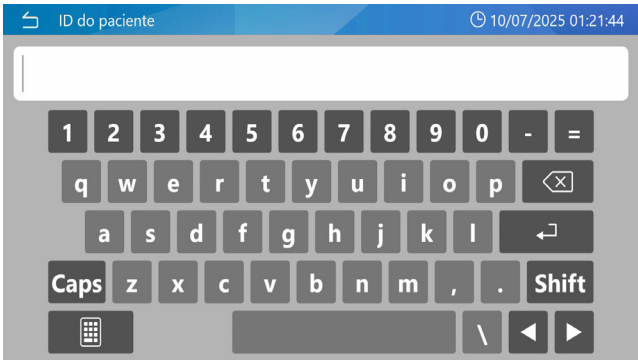 ID do paciente 10/07/2025 01:21:44
1 2 3 4 5 6 7 8 9 0 - =
q w e r t y u i o p
a s d f g h j k l
Caps z x c v b n m , . Shift
\